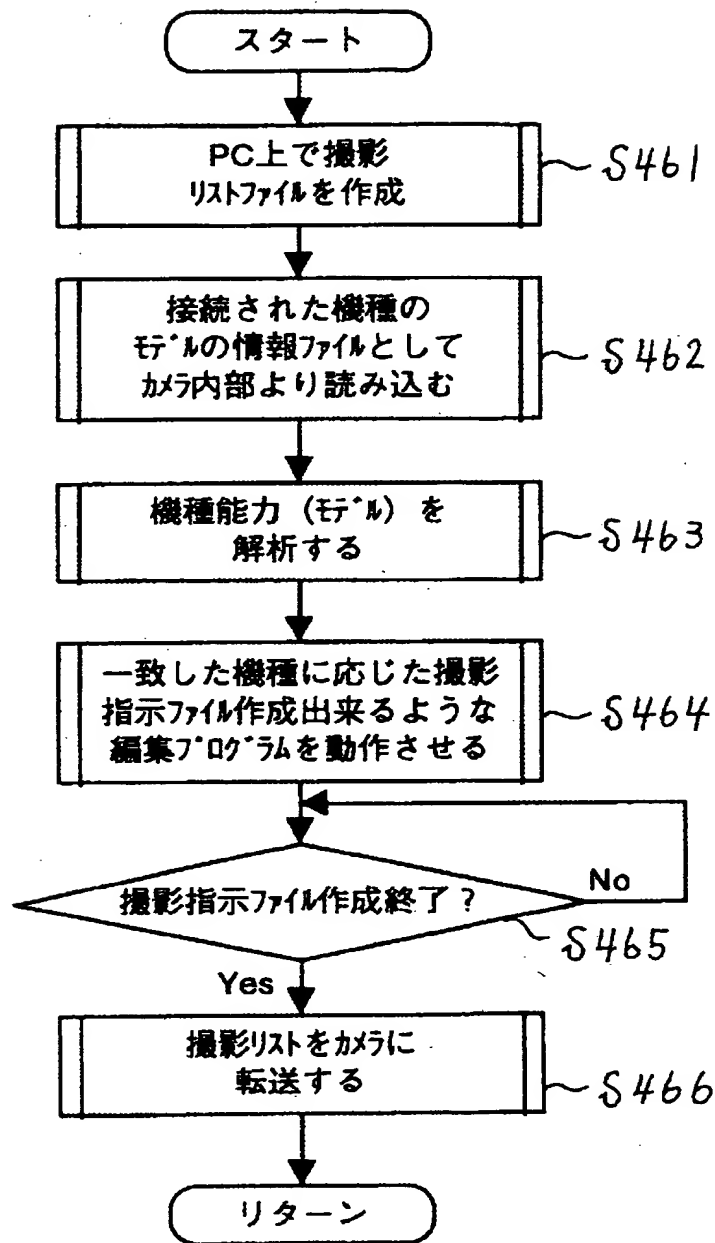 スタート
PC上で撮影
リストファイルを作成
S461
接続された機種の
モデルの情報ファイルとして
カメラ内部より読み込む
S462
機種能力(モデル)を
解析する
S463
一致した機種に応じた撮影
指示ファイル作成出来るような
編集プログラムを動作させる
S464
撮影指示ファイル作成終了?
No
S465
Yes
撮影リストをカメラに
転送する
S466
リターン